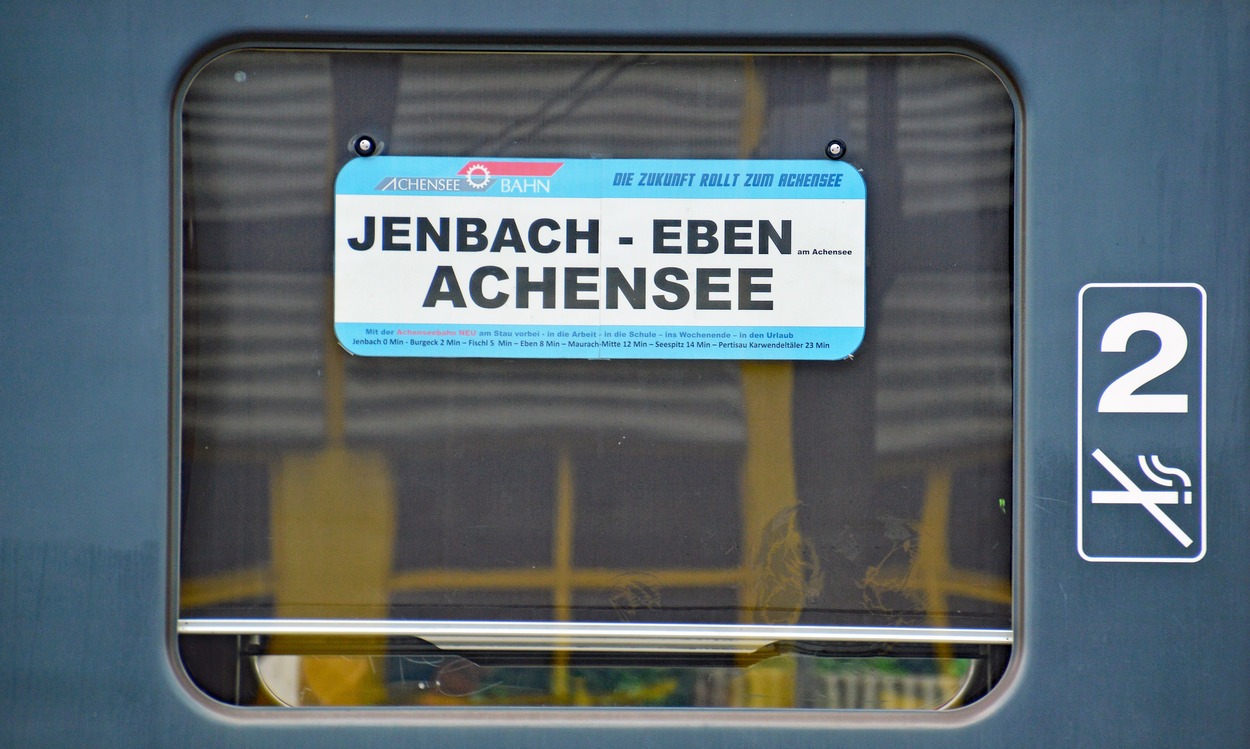 ACHENSEE BAHN
DIE ZUKUNFT ROLLT ZUM ACHENSEE
JENBACH - EBEN am Achensee
ACHENSEE
Mit der Achenseebahn NEU am Stau vorbei - in die Arbeit - in die Schule – ins Wochenende – in den Urlaub
Jenbach 0 Min - Burgeck 2 Min – Fischl 5 Min – Eben 8 Min – Maurach-Mitte 12 Min – Seespitz 14 Min – Pertisau Karwendeltäler 23 Min
2